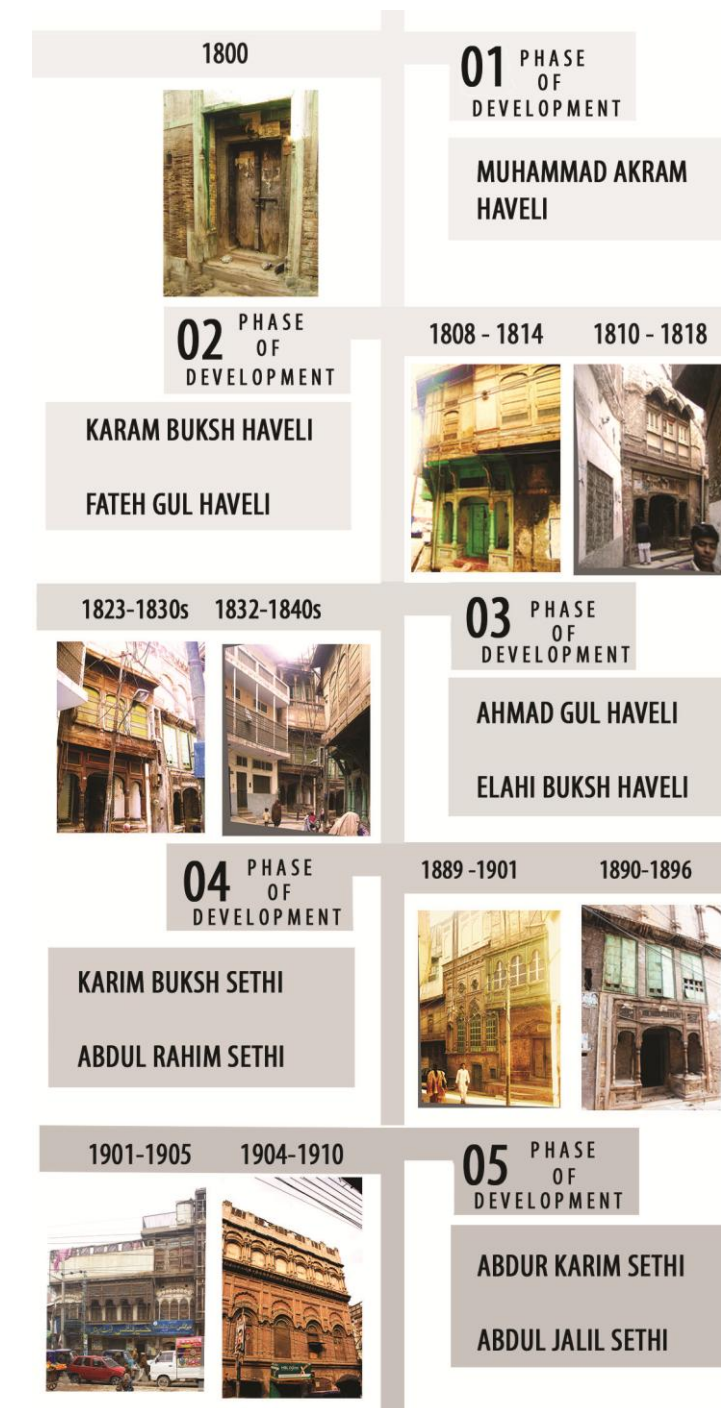 1800
01 PHASE
OF
DEVELOPMENT
MUHAMMAD AKRAM
HAVELI
02 PHASE
OF
DEVELOPMENT
1808 - 1814 1810 - 1818
KARAM BUKSH HAVELI
FATEH GUL HAVELI
1823-1830s 1832-1840s
03 PHASE
OF
DEVELOPMENT
AHMAD GUL HAVELI
ELAHI BUKSH HAVELI
04 PHASE
OF
DEVELOPMENT
1889 -1901 1890-1896
KARIM BUKSH SETHI
ABDUL RAHIM SETHI
1901-1905 1904-1910
05 PHASE
OF
DEVELOPMENT
ABDUR KARIM SETHI
ABDUL JALIL SETHI